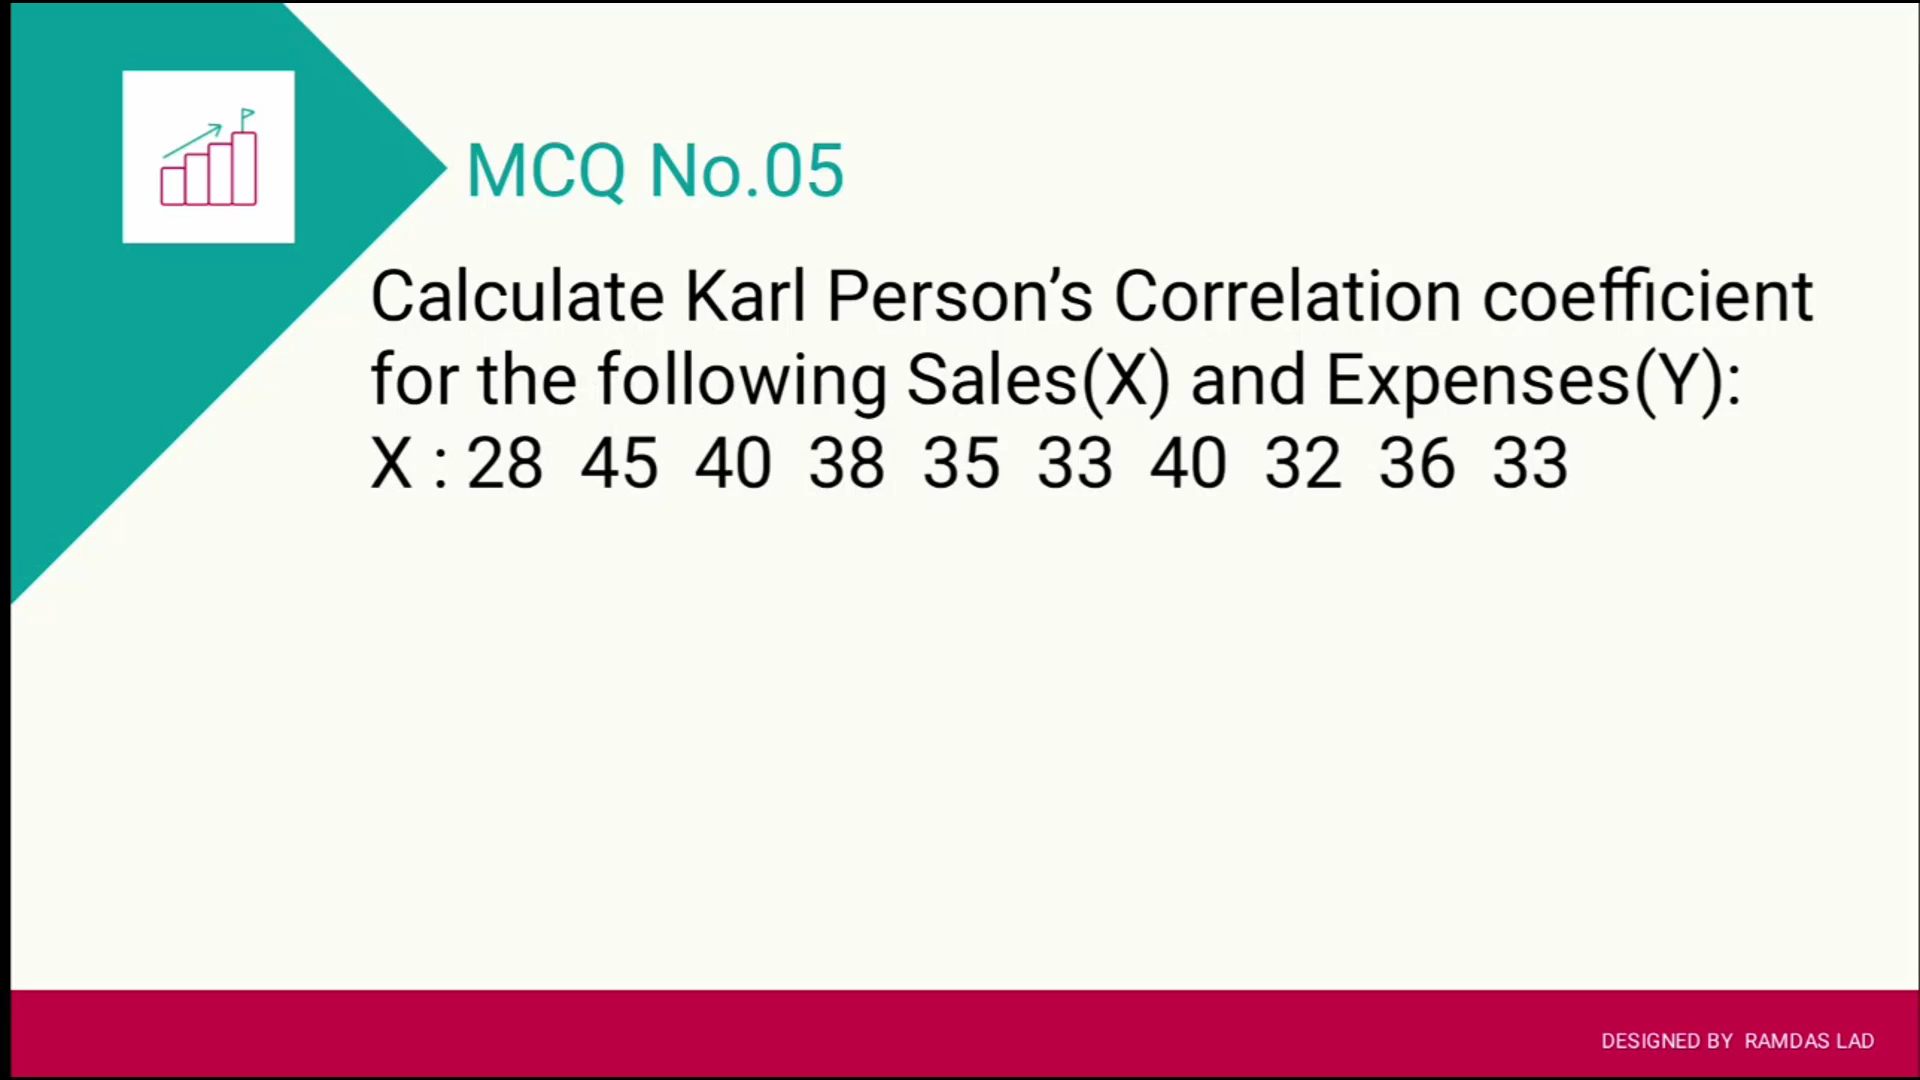 MCQ No.05
Calculate Karl Person’s Correlation coefficient
for the following Sales(X) and Expenses(Y):
X : 28 45 40 38 35 33 40 32 36 33
DESIGNED BY RAMDAS LAD